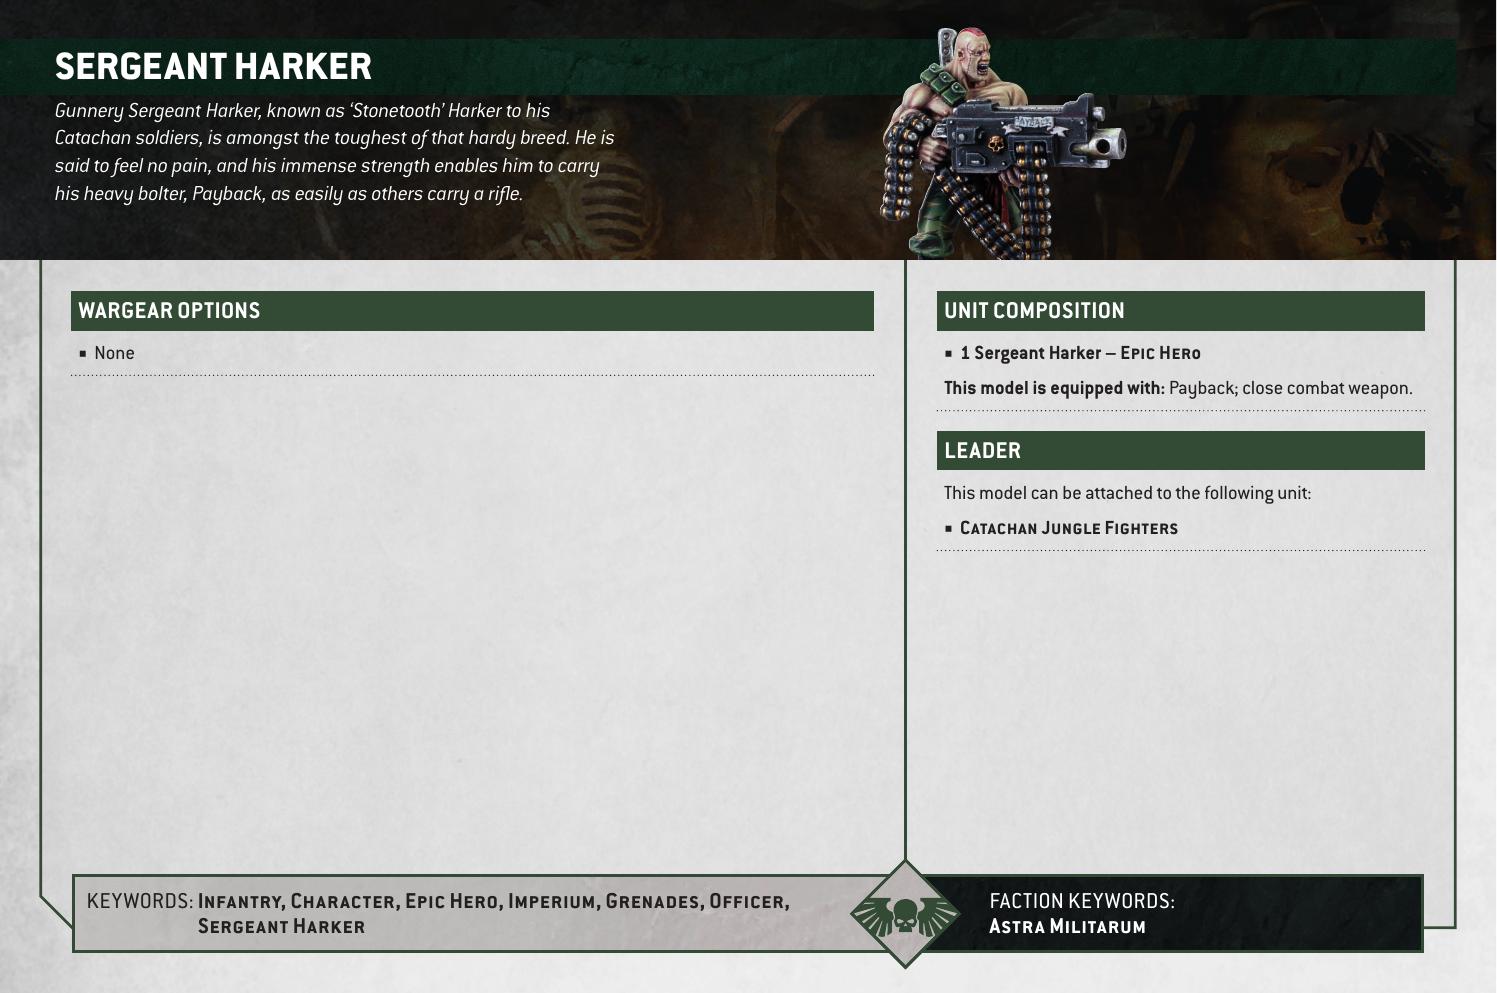 SERGEANT HARKER
Gunnery Sergeant Harker, known as ‘Stonetooth’ Harker to his
Catachan soldiers, is amongst the toughest of that hardy breed. He is
said to feel no pain, and his immense strength enables him to carry
his heavy bolter, Payback, as easily as others carry a rifle.
PAYBACK
WARGEAR OPTIONS
■ None
UNIT COMPOSITION
■ 1 Sergeant Harker – EPIC HERO
This model is equipped with: Payback; close combat weapon.
LEADER
This model can be attached to the following unit:
■ CATACHAN JUNGLE FIGHTERS
KEYWORDS: INFANTRY, CHARACTER, EPIC HERO, IMPERIUM, GRENADES, OFFICER,
SERGEANT HARKER
FACTION KEYWORDS:
ASTRA MILITARUM